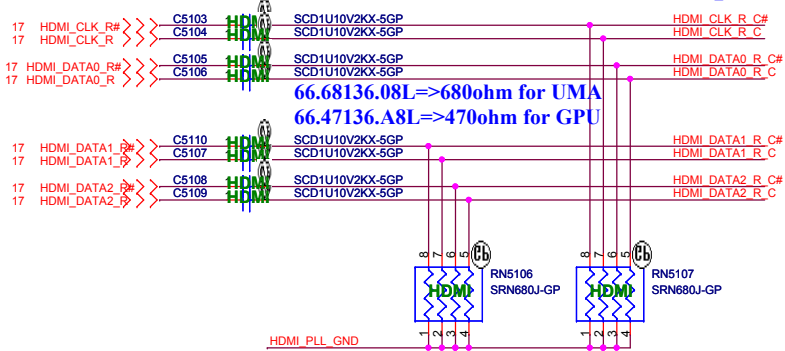 17 HDMI_CLK_R# C5103 HDMI SCD1U10V2KX-5GP HDMI_CLK_R_C#
17 HDMI_CLK_R C5104 HDMI SCD1U10V2KX-5GP HDMI_CLK_R_C
17 HDMI_DATA0_R# C5105 HDMI SCD1U10V2KX-5GP HDMI_DATA0_R_C#
17 HDMI_DATA0_R C5106 HDMI SCD1U10V2KX-5GP HDMI_DATA0_R_C
66.68136.08L=>680ohm for UMA
66.47136.A8L=>470ohm for GPU
17 HDMI_DATA1_R# C5110 HDMI SCD1U10V2KX-5GP HDMI_DATA1_R_C#
17 HDMI_DATA1_R C5107 HDMI SCD1U10V2KX-5GP HDMI_DATA1_R_C
17 HDMI_DATA2_R# C5108 HDMI SCD1U10V2KX-5GP HDMI_DATA2_R_C#
17 HDMI_DATA2_R C5109 HDMI SCD1U10V2KX-5GP HDMI_DATA2_R_C
8 7 6 5 8 7 6 5
RN5106 RN5107
HDMI SRN680J-GP HDMI SRN680J-GP
1 2 3 4 1 2 3 4
HDMI_PLL_GND